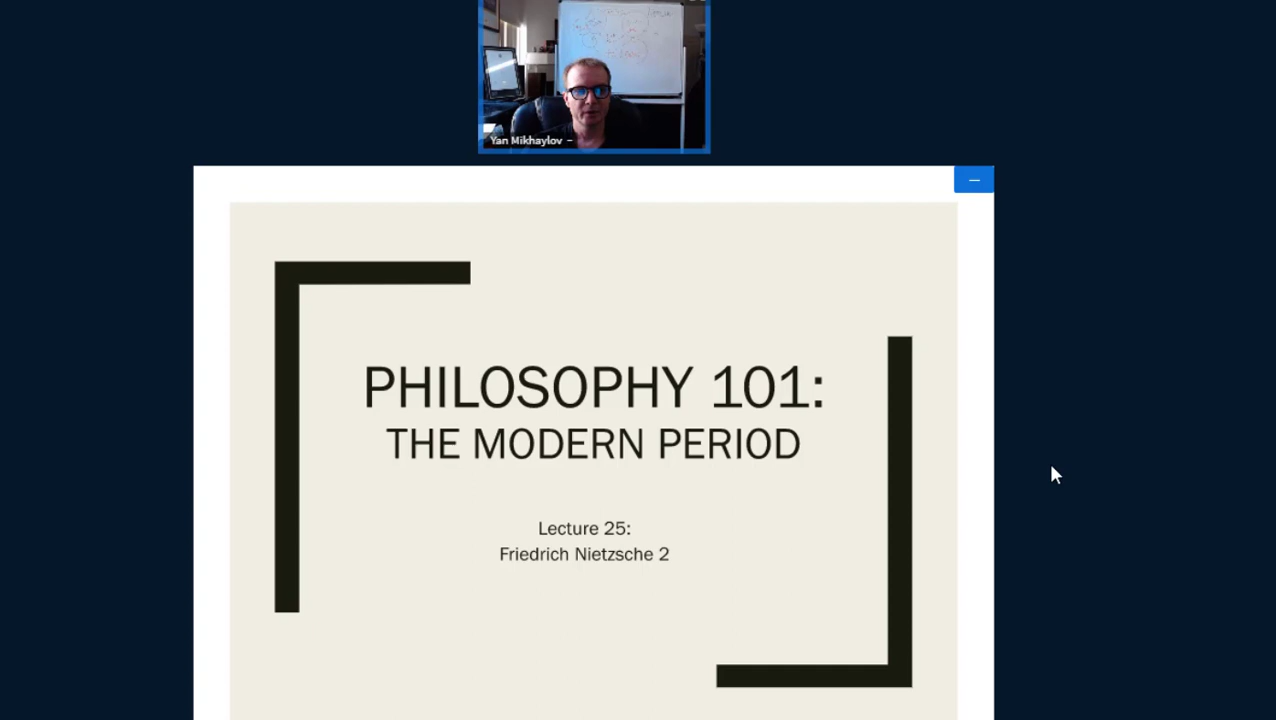 Yan Mikhaylov
PHILOSOPHY 101:
THE MODERN PERIOD
Lecture 25:
Friedrich Nietzsche 2